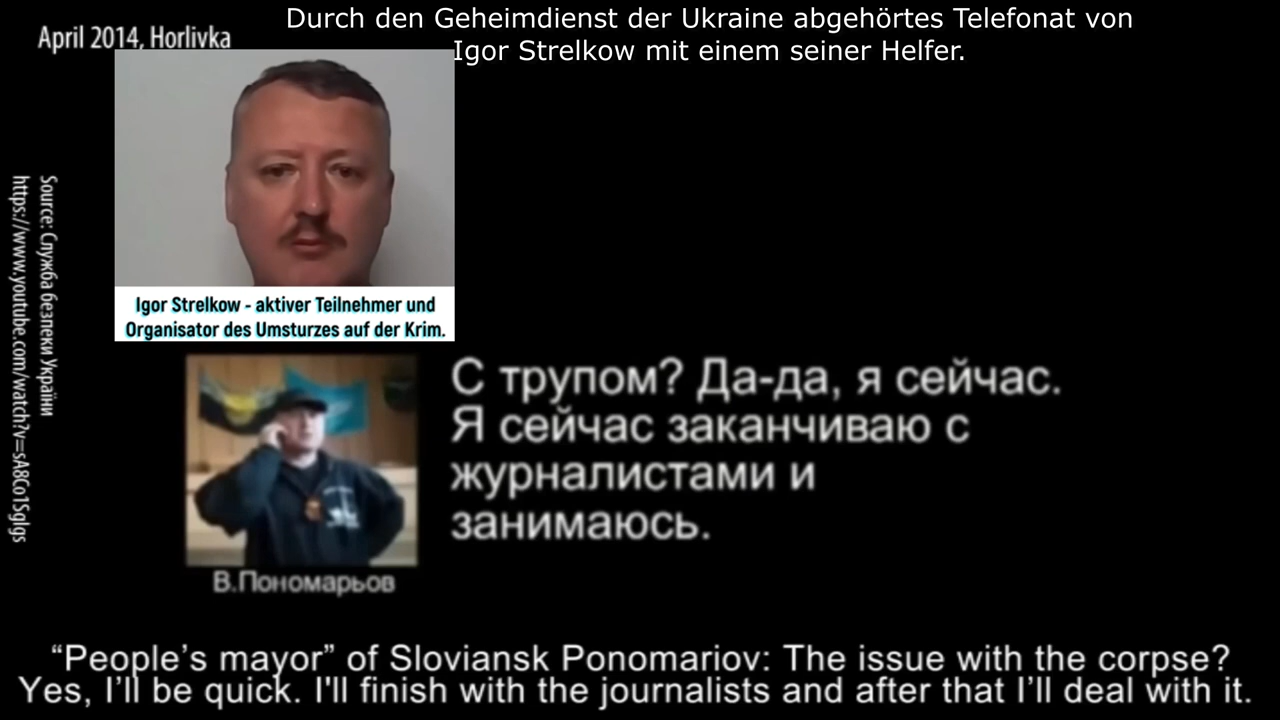 April 2014, Horlivka
Durch den Geheimdienst der Ukraine abgehörtes Telefonat von
Igor Strelkow mit einem seiner Helfer.
Source: Служба безпеки України
https://www.youtube.com/watch?v=sA8Co1Sglgs
Igor Strelkow - aktiver Teilnehmer und
Organisator des Umsturzes auf der Krim.
С трупом? Да-да, я сейчас.
Я сейчас заканчиваю с
журналистами и
занимаюсь.
В.Пономарьов
“People’s mayor” of Sloviansk Ponomariov: The issue with the corpse?
Yes, I’ll be quick. I'll finish with the journalists and after that I’ll deal with it.